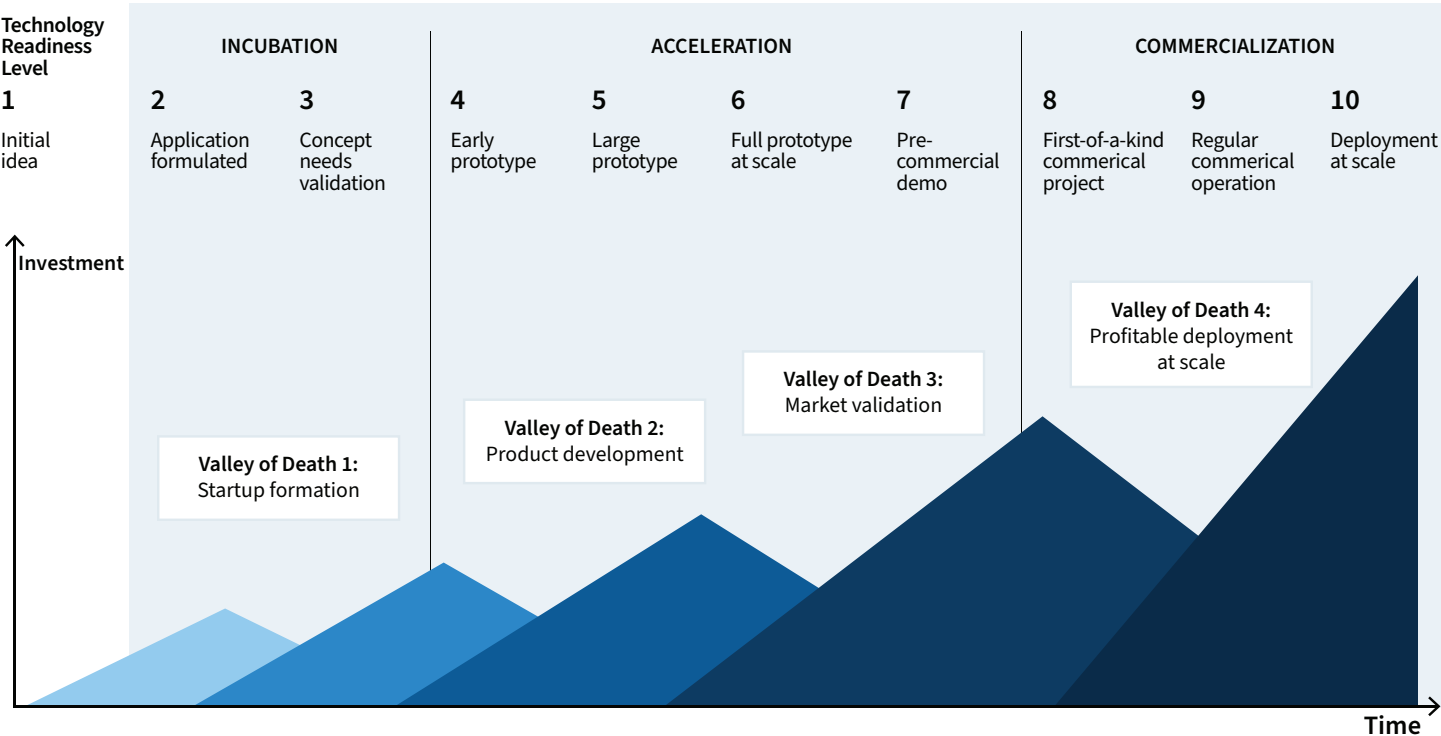 Technology
Readiness
Level
INCUBATION
ACCELERATION
COMMERCIALIZATION
1
2
3
4
5
6
7
8
9
10
Initial
idea
Application
formulated
Concept
needs
validation
Early
prototype
Large
prototype
Full prototype
at scale
Pre-
commercial
demo
First-of-a-kind
commerical
project
Regular
commerical
operation
Deployment
at scale
Investment
Valley of Death 1:
Startup formation
Valley of Death 2:
Product development
Valley of Death 3:
Market validation
Valley of Death 4:
Profitable deployment
at scale
Time